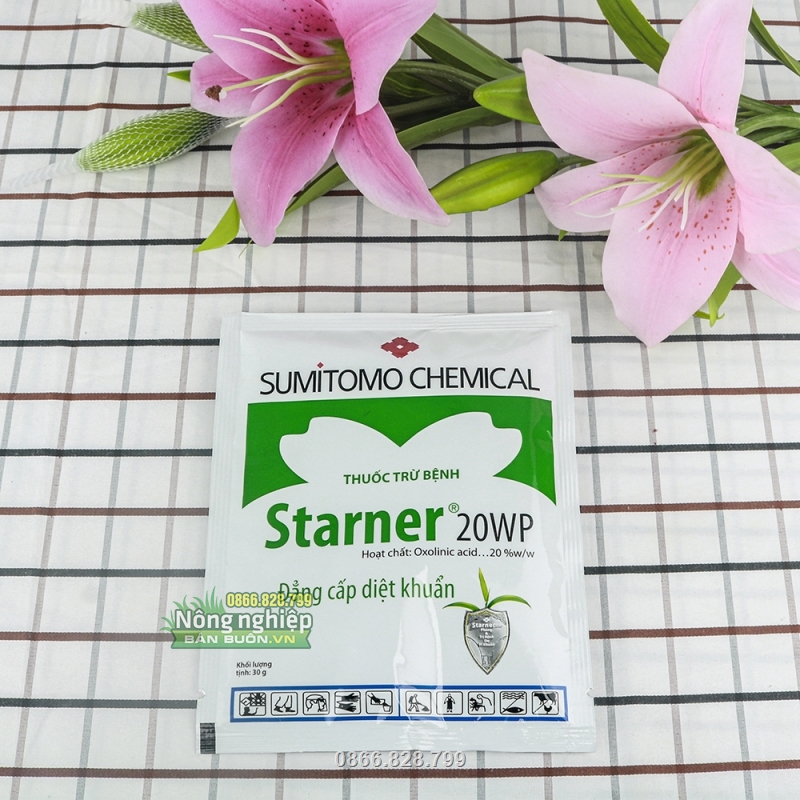 SUMITOMO CHEMICAL
THUỐC TRỪ BỆNH
Starner® 20WP
Hoạt chất: Oxolinic acid...20 %w/w
Đẳng cấp diệt khuẩn
0866.828.799
Nông nghiệp
BÁN BUÔN.VN
Starner
Khối lượng
tịnh: 30 g
0866.828.799